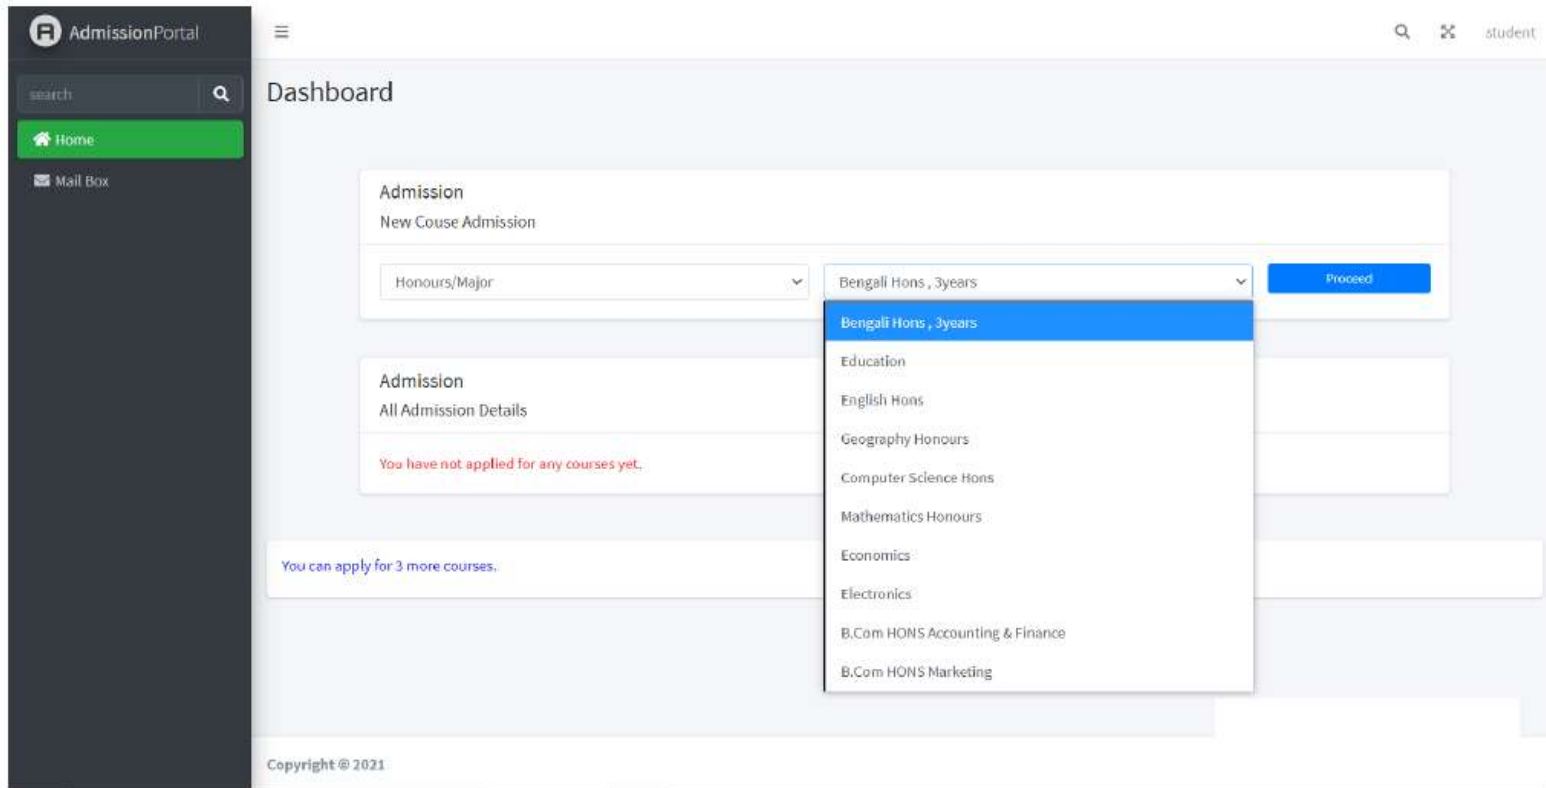 AdmissionPortal
student
search
Dashboard
Home
Mail Box
Admission
New Couse Admission
Honours/Major
Bengali Hons , 3years
Proceed
Bengali Hons , 3years
Education
English Hons
Geography Honours
Computer Science Hons
Mathematics Honours
Economics
Electronics
B.Com HONS Accounting & Finance
B.Com HONS Marketing
Admission
All Admission Details
You have not applied for any courses yet.
You can apply for 3 more courses.
Copyright © 2021